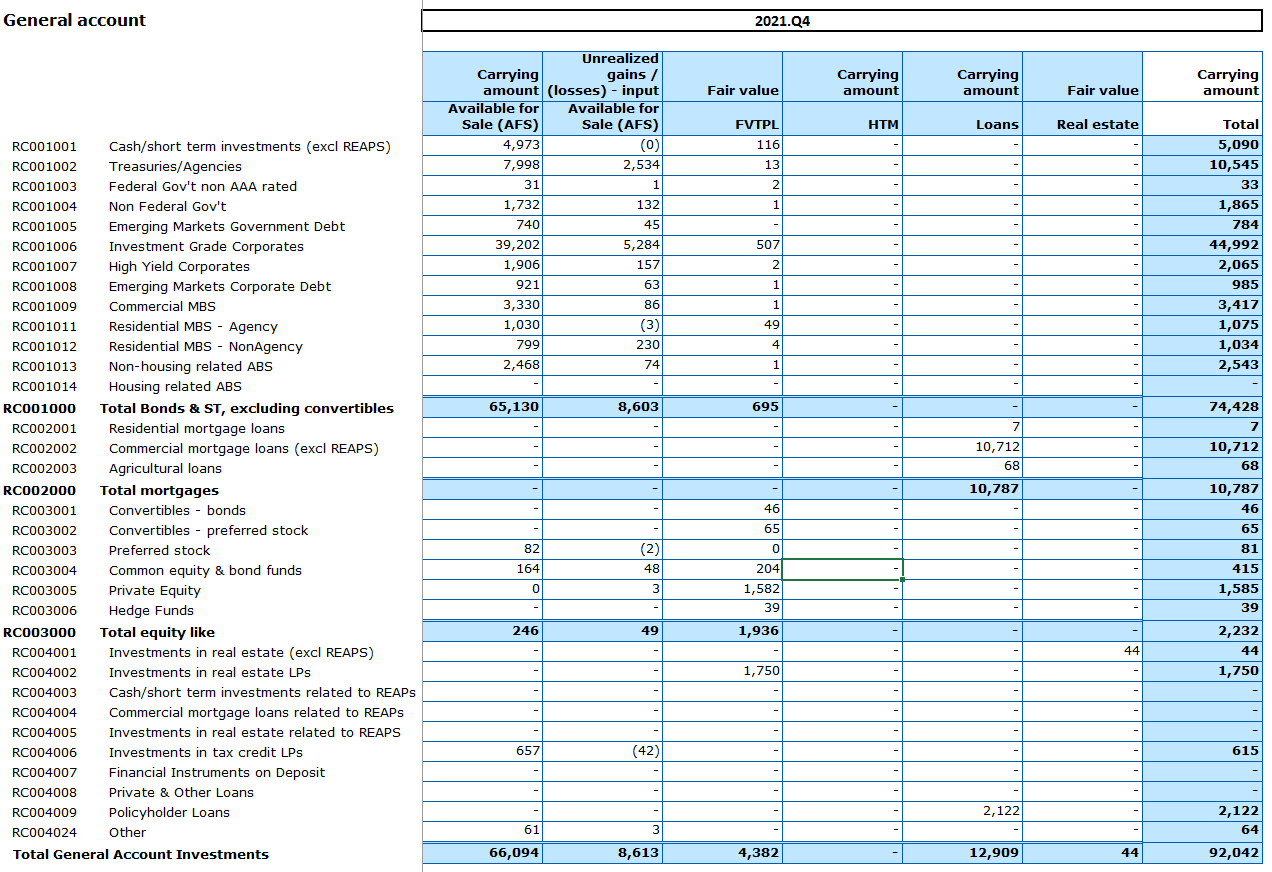 General account 2021.Q4
Unrealized
Carrying gains / Carrying Carrying Carrying
amount (losses) - input Fair value amount amount Fair value amount
Available for Available for
Sale (AFS) Sale (AFS) FVTPL HTM Loans Real estate Total
RC001001 Cash/short term investments (excl REAPS) 4,973 (0) 116 - - - 5,090
RC001002 Treasuries/Agencies 7,998 2,534 13 - - - 10,545
RC001003 Federal Gov't non AAA rated 31 1 2 - - - 33
RC001004 Non Federal Gov't 1,732 132 1 - - - 1,865
RC001005 Emerging Markets Government Debt 740 45 - - - - 784
RC001006 Investment Grade Corporates 39,202 5,284 507 - - - 44,992
RC001007 High Yield Corporates 1,906 157 2 - - - 2,065
RC001008 Emerging Markets Corporate Debt 921 63 1 - - - 985
RC001009 Commercial MBS 3,330 86 1 - - - 3,417
RC001011 Residential MBS - Agency 1,030 (3) 49 - - - 1,075
RC001012 Residential MBS - NonAgency 799 230 4 - - - 1,034
RC001013 Non-housing related ABS 2,468 74 1 - - - 2,543
RC001014 Housing related ABS - - - - - - -
RC001000 Total Bonds & ST, excluding convertibles 65,130 8,603 695 - - - 74,428
RC002001 Residential mortgage loans - - - - 7 - 7
RC002002 Commercial mortgage loans (excl REAPS) - - - - 10,712 - 10,712
RC002003 Agricultural loans - - - - 68 - 68
RC002000 Total mortgages - - - - 10,787 - 10,787
RC003001 Convertibles - bonds - - 46 - - - 46
RC003002 Convertibles - preferred stock - - 65 - - - 65
RC003003 Preferred stock 82 (2) 0 - - - 81
RC003004 Common equity & bond funds 164 48 204 - - - 415
RC003005 Private Equity 0 3 1,582 - - - 1,585
RC003006 Hedge Funds - - 39 - - - 39
RC003000 Total equity like 246 49 1,936 - - - 2,232
RC004001 Investments in real estate (excl REAPS) - - - - - 44 44
RC004002 Investments in real estate LPs - - 1,750 - - - 1,750
RC004003 Cash/short term investments related to REAPs - - - - - - -
RC004004 Commercial mortgage loans related to REAPs - - - - - - -
RC004005 Investments in real estate related to REAPS - - - - - - -
RC004006 Investments in tax credit LPs 657 (42) - - - - 615
RC004007 Financial Instruments on Deposit - - - - - - -
RC004008 Private & Other Loans - - - - - - -
RC004009 Policyholder Loans - - - - 2,122 - 2,122
RC004024 Other 61 3 - - - - 64
Total General Account Investments 66,094 8,613 4,382 - 12,909 44 92,042